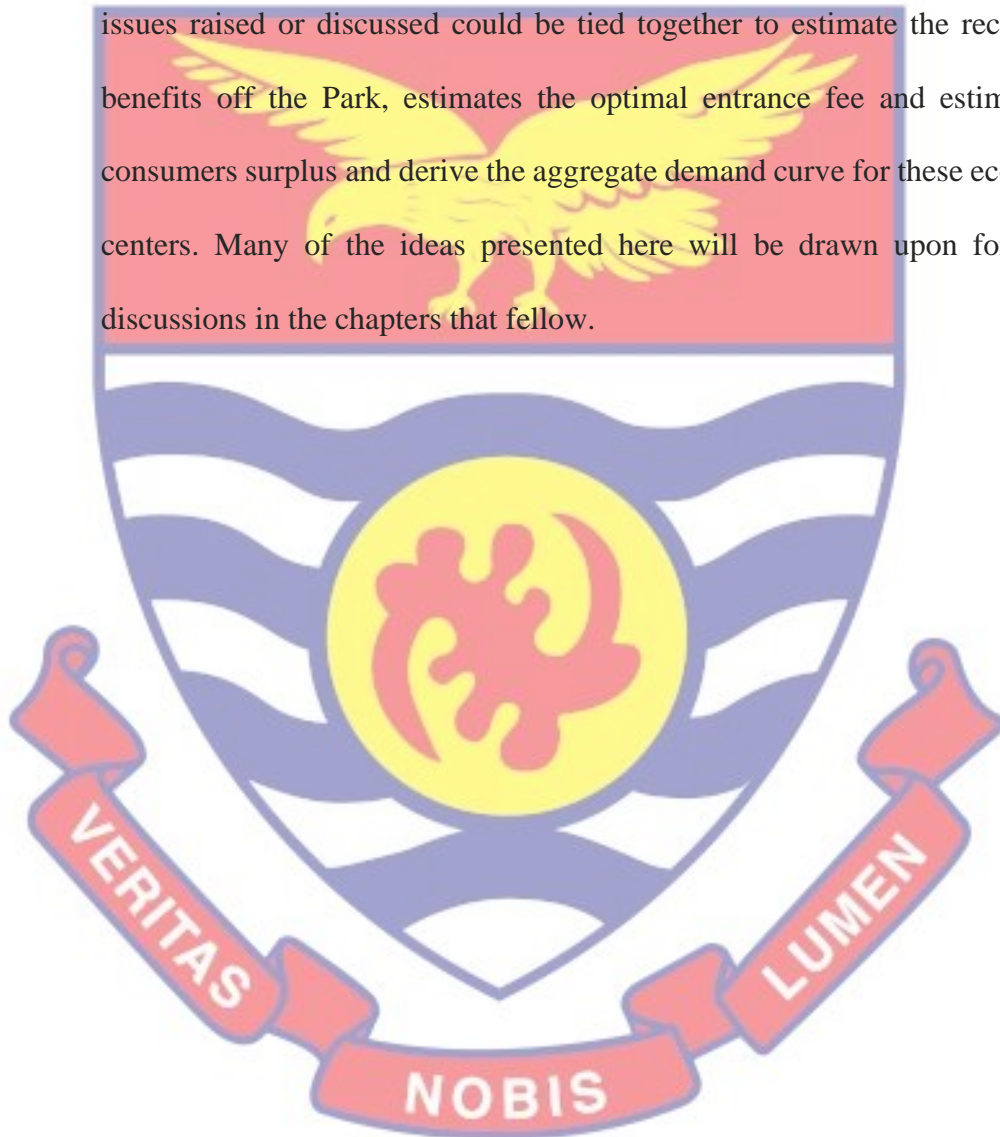 issues raised or discussed could be tied together to estimate the rec
benefits off the Park, estimates the optimal entrance fee and estim
consumers surplus and derive the aggregate demand curve for these eco
centers. Many of the ideas presented here will be drawn upon fo
discussions in the chapters that fellow.
VERITAS
NOBIS
LUMEN